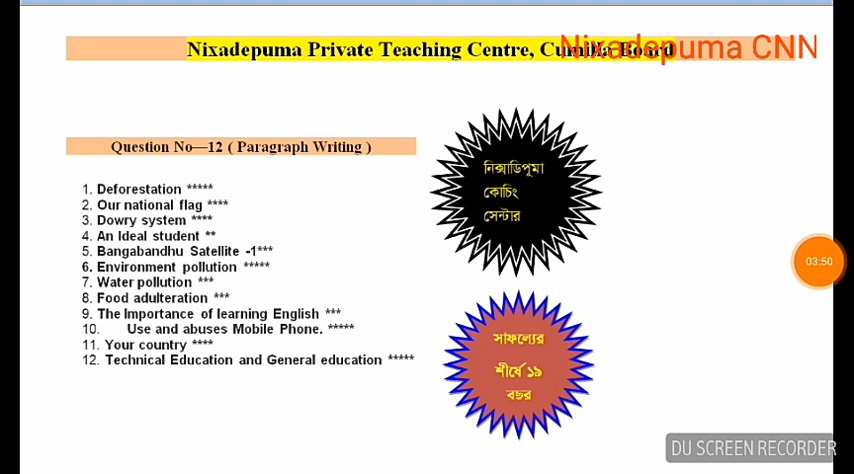 Nixadepuma Private Teaching Centre, Cumilla Board
Nixadepuma CNN
Question No—12 ( Paragraph Writing )
1. Deforestation *****
2. Our national flag ****
3. Dowry system ****
4. An Ideal student **
5. Bangabandhu Satellite -1***
6. Environment pollution *****
7. Water pollution ***
8. Food adulteration ***
9. The Importance of learning English ***
10. Use and abuses Mobile Phone. *****
11. Your country ****
12. Technical Education and General education *****
নিক্সাডিপুমা
কোচিং
সেন্টার
03:50
সাফল্যের
শীর্ষে ১৯
বছর
DU SCREEN RECORDER